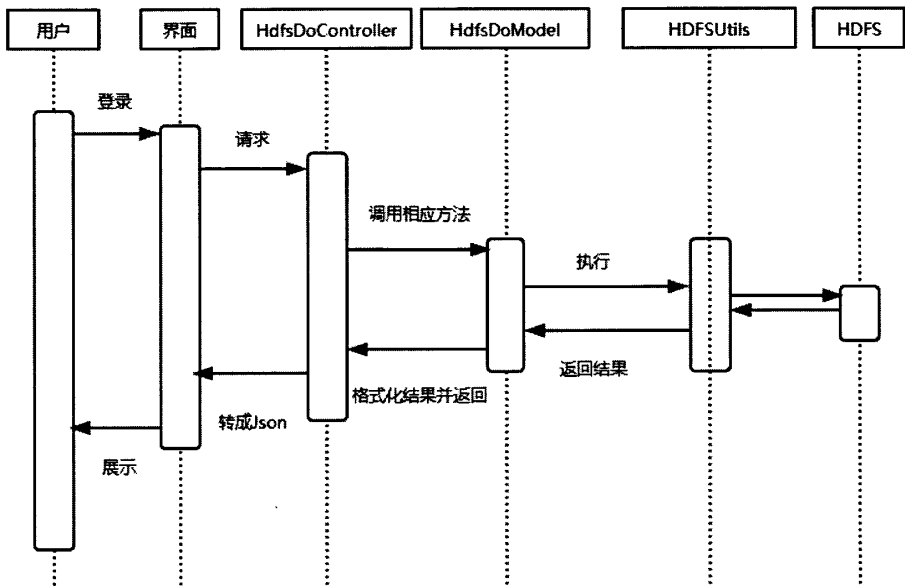 用户
界面
HdfsDoController
HdfsDoModel
HDFSUtils
HDFS
登录
请求
调用相应方法
执行
返回结果
格式化结果并返回
转成Json
展示